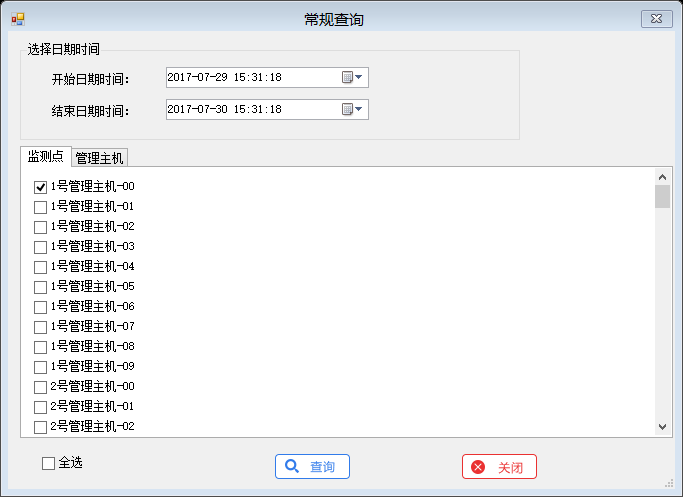 常规查询
选择日期时间
开始日期时间: 2017-07-29 15:31:18
结束日期时间: 2017-07-30 15:31:18
监测点 管理主机
1号管理主机-00
1号管理主机-01
1号管理主机-02
1号管理主机-03
1号管理主机-04
1号管理主机-05
1号管理主机-06
1号管理主机-07
1号管理主机-08
1号管理主机-09
2号管理主机-00
2号管理主机-01
2号管理主机-02
全选 查询 关闭